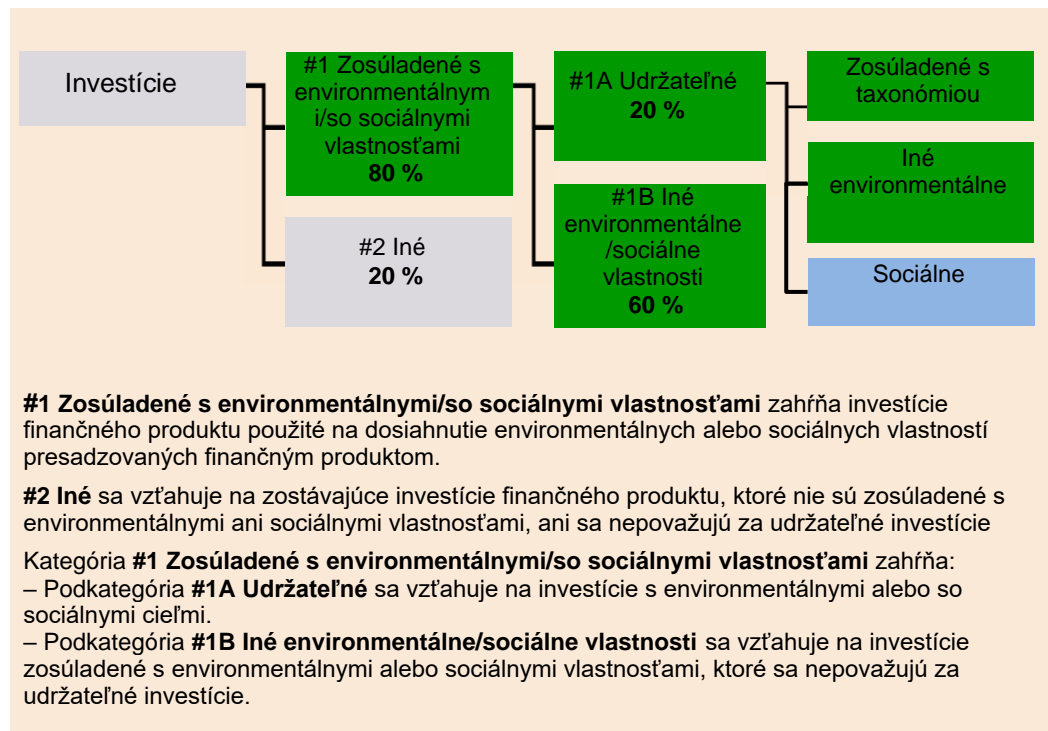 Investície
#1 Zosúladené s
environmentálnym
i/so sociálnymi
vlastnosťami
80 %
#2 Iné
20 %
#1A Udržateľné
20 %
#1B Iné
environmentálne
/sociálne
vlastnosti
60 %
Zosúladené s
taxonómiou
Iné
environmentálne
Sociálne
#1 Zosúladené s environmentálnymi/so sociálnymi vlastnosťami zahŕňa investície
finančného produktu použité na dosiahnutie environmentálnych alebo sociálnych vlastností
presadzovaných finančným produktom.
#2 Iné sa vzťahuje na zostávajúce investície finančného produktu, ktoré nie sú zosúladené s
environmentálnymi ani sociálnymi vlastnosťami, ani sa nepovažujú za udržateľné investície
Kategória #1 Zosúladené s environmentálnymi/so sociálnymi vlastnosťami zahŕňa:
– Podkategória #1A Udržateľné sa vzťahuje na investície s environmentálnymi alebo so
sociálnymi cieľmi.
– Podkategória #1B Iné environmentálne/sociálne vlastnosti sa vzťahuje na investície
zosúladené s environmentálnymi alebo sociálnymi vlastnosťami, ktoré sa nepovažujú za
udržateľné investície.